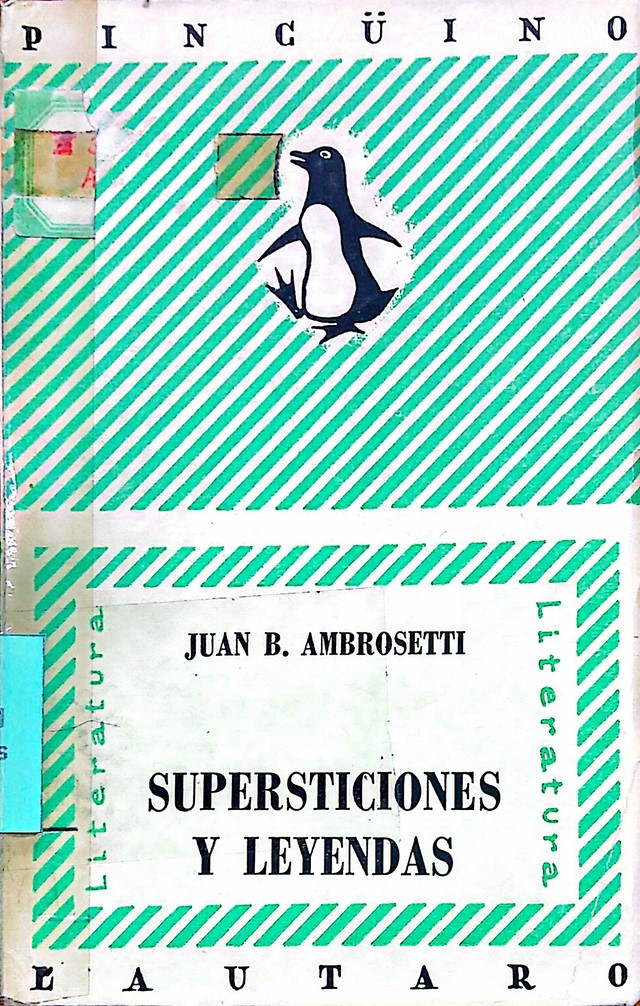 PINGÜINO
JUAN B. AMBROSETTI
Literatura
Literatura
SUPERSTICIONES
Y LEYENDAS
LAUTARO